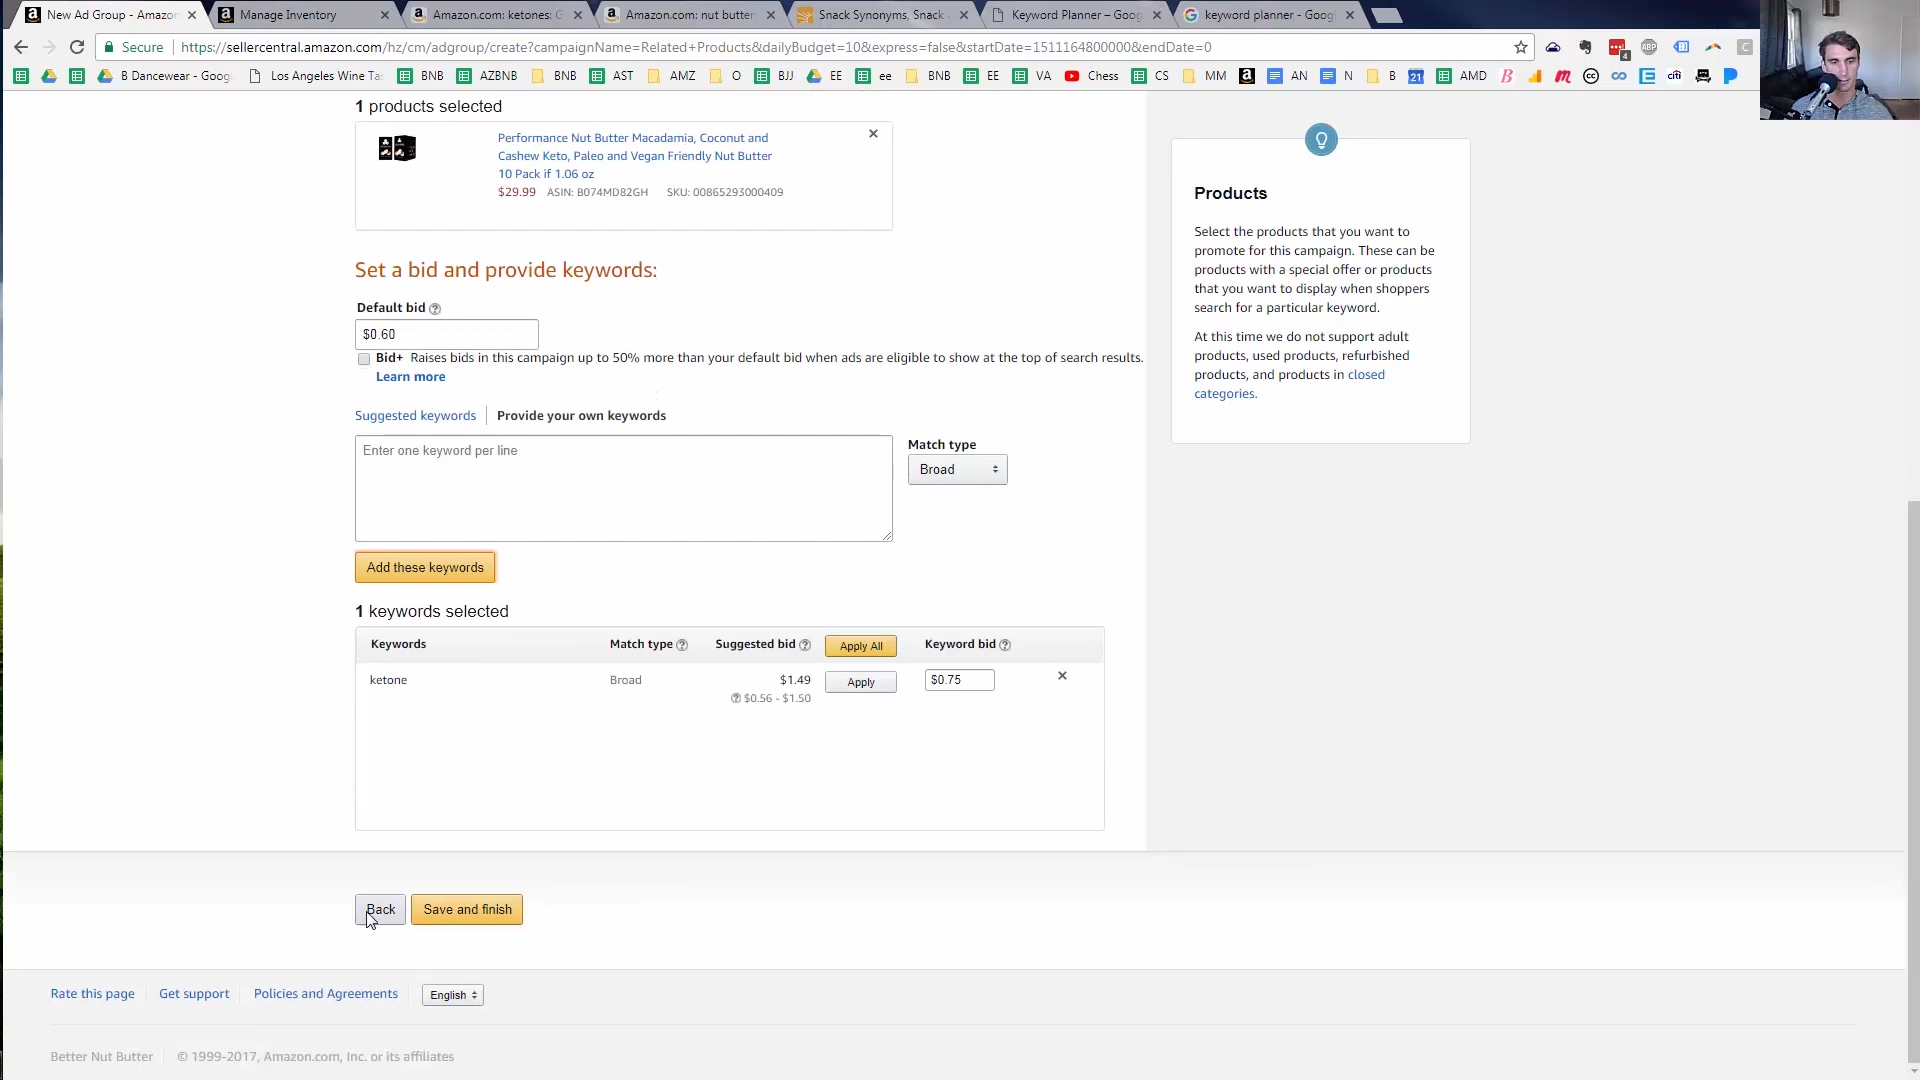 New Ad Group - Amazon
Manage Inventory
Amazon.com: ketones: G
Amazon.com: nut butter
Snack Synonyms, Snack
Keyword Planner – Goog
keyword planner - Goog
Secure
https://sellercentral.amazon.com/hz/cm/adgroup/create?campaignName=Related+Products&dailyBudget=10&express=false&startDate=1511164800000&endDate=0
B Dancewear - Goog
Los Angeles Wine Ta
BNB
AZBNB
BNB
AST
AMZ
O
BJJ
EE
ee
BNB
EE
VA
Chess
CS
MM
AN
N
B
AMD
1 products selected
Performance Nut Butter Macadamia, Coconut and
Cashew Keto, Paleo and Vegan Friendly Nut Butter
10 Pack if 1.06 oz
$29.99 ASIN: B074MD82GH SKU: 00865293000409
Set a bid and provide keywords:
Default bid
$0.60
Bid+ Raises bids in this campaign up to 50% more than your default bid when ads are eligible to show at the top of search results.
Learn more
Suggested keywords
Provide your own keywords
Enter one keyword per line
Match type
Broad
Add these keywords
1 keywords selected
Keywords Match type Suggested bid Apply All Keyword bid
ketone Broad $1.49 Apply $0.75
$0.56 - $1.50
Back
Save and finish
Products
Select the products that you want to
promote for this campaign. These can be
products with a special offer or products
that you want to display when shoppers
search for a particular keyword.
At this time we do not support adult
products, used products, refurbished
products, and products in closed
categories.
Rate this page
Get support
Policies and Agreements
English
Better Nut Butter
© 1999-2017, Amazon.com, Inc. or its affiliates